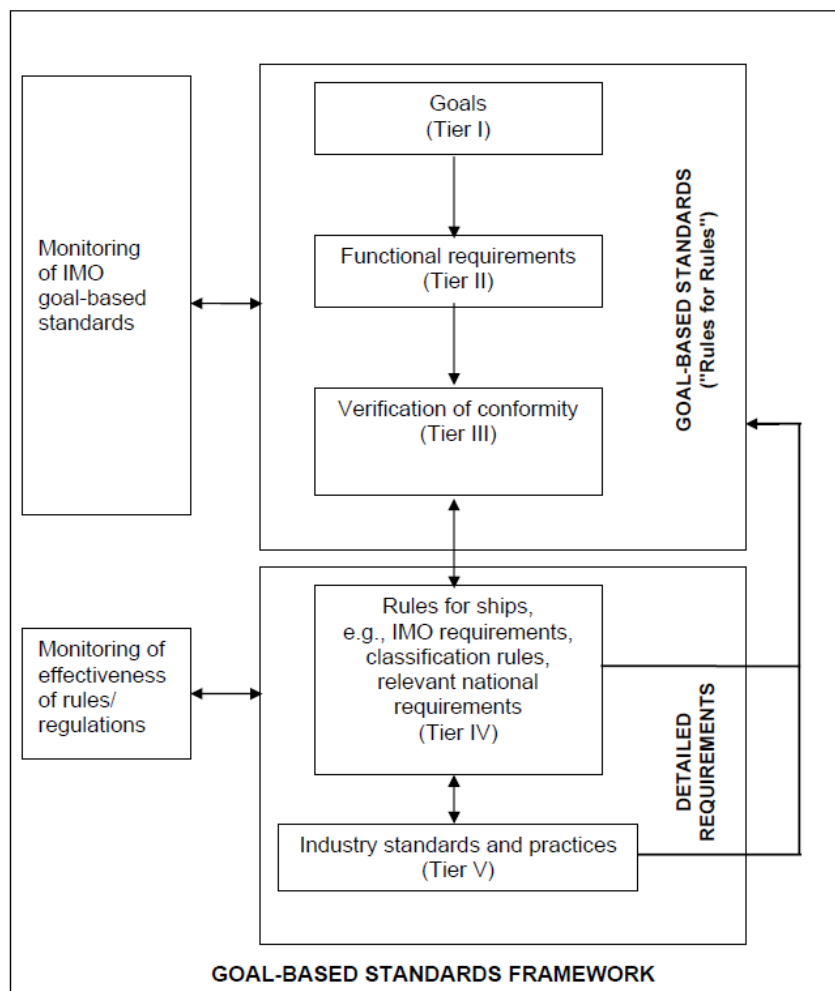 Goals
(Tier I)
Functional requirements
(Tier II)
Verification of conformity
(Tier III)
Monitoring
of IMO
goal-based
standards
GOAL-BASED STANDARDS
("Rules for Rules")
Rules for ships,
e.g., IMO requirements,
classification rules,
relevant national
requirements
(Tier IV)
Monitoring of
effectiveness
of rules/
regulations
DETAILED
REQUIREMENTS
Industry standards and practices
(Tier V)
GOAL-BASED STANDARDS FRAMEWORK